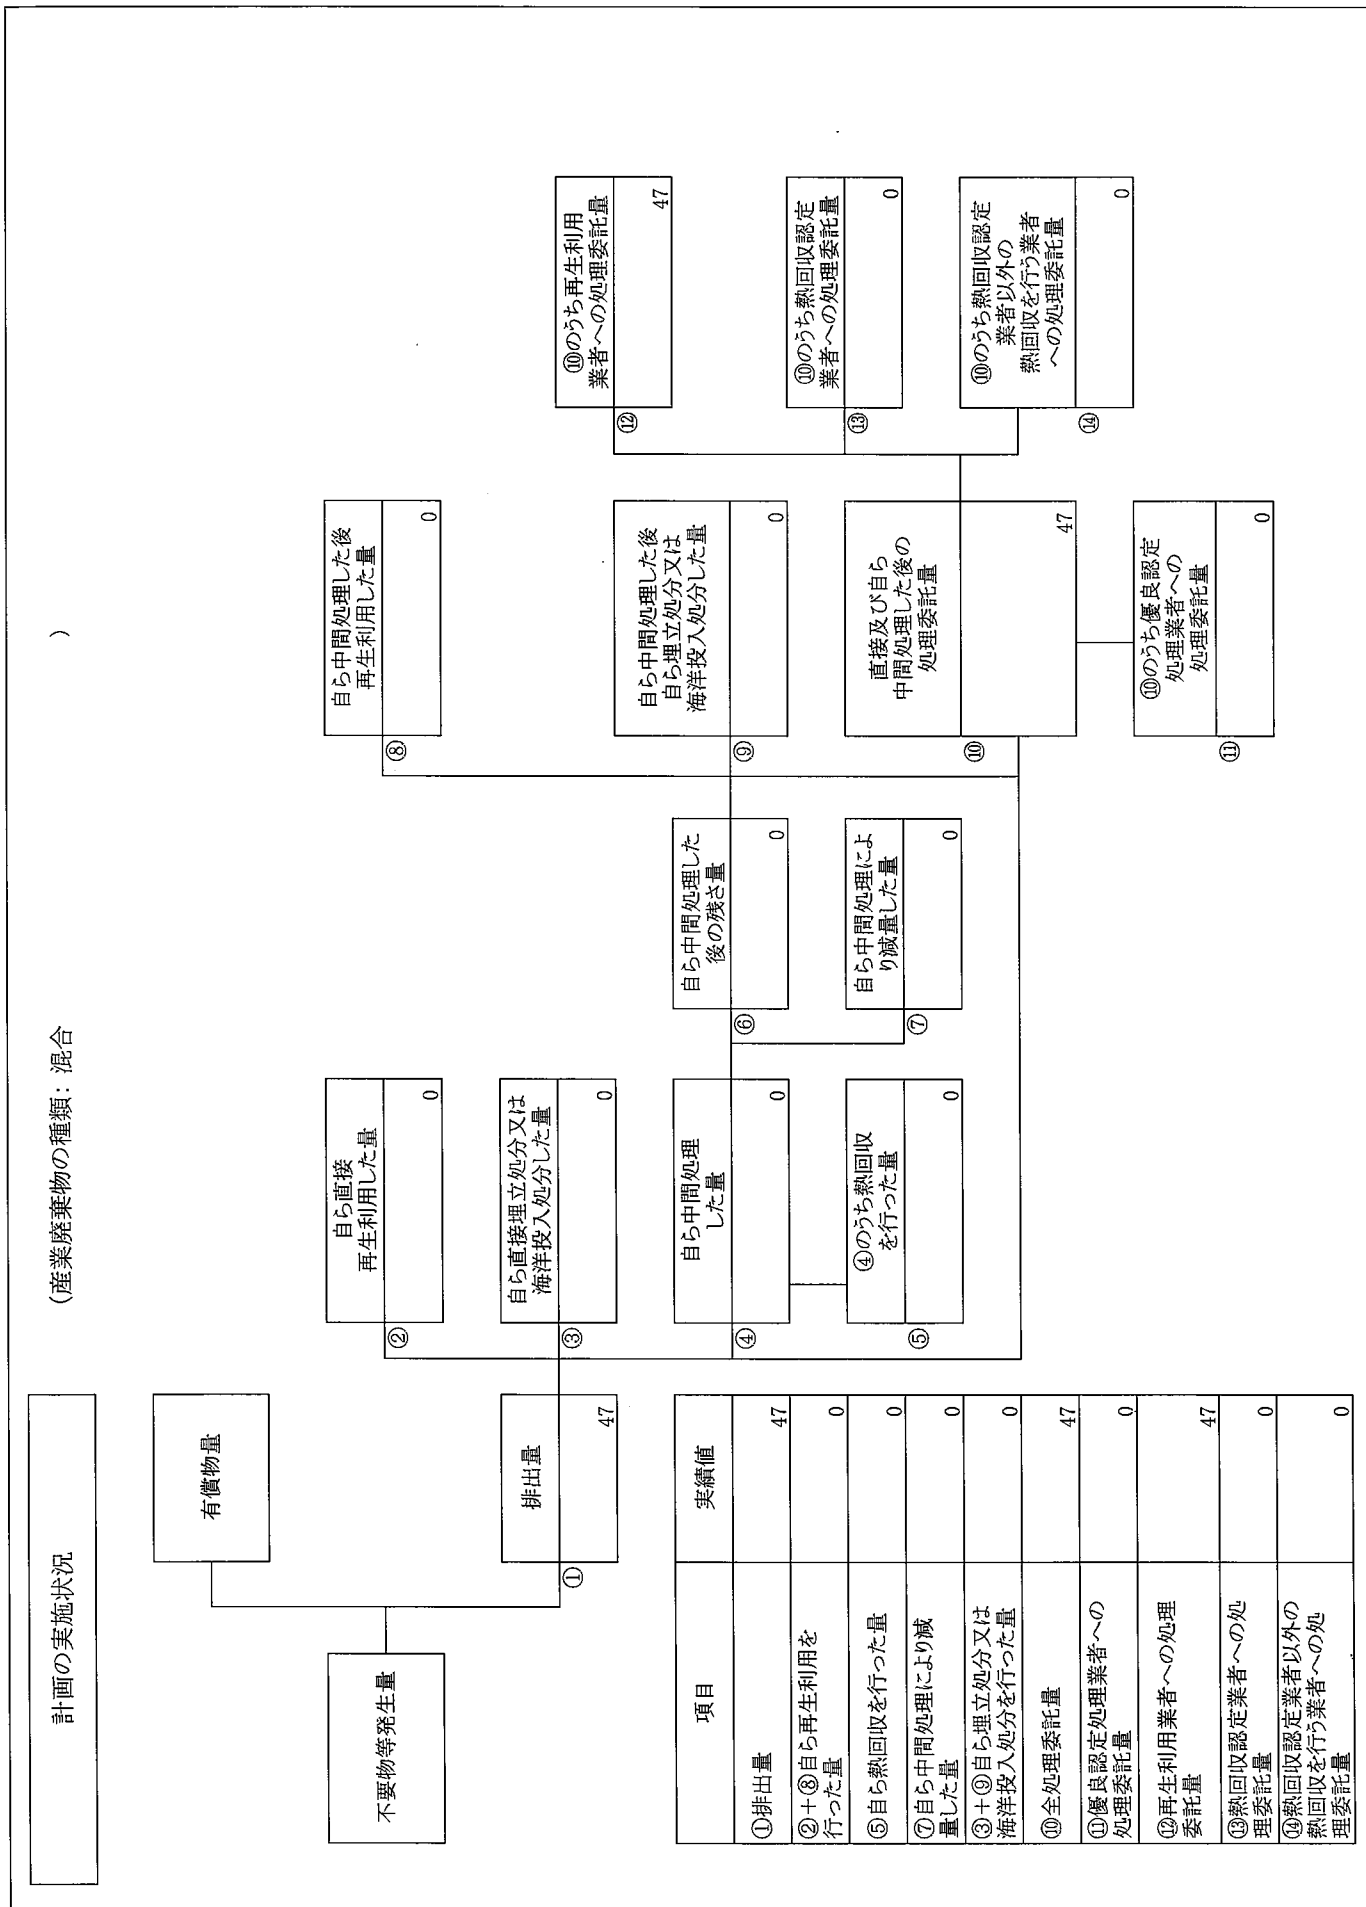 計画の実施状況
(産業廃棄物の種類：混合　　　)
不要物等発生量
有償物量
①
排出量
47
②
自ら直接
再生利用した量
0
③
自ら直接埋立処分又は
海洋投入処分した量
0
④
自ら中間処理
した量
0
⑤
④のうち熱回収
を行った量
0
⑥
自ら中間処理した
後の残さ量
0
⑦
自ら中間処理によ
り減量した量
0
⑧
自ら中間処理した後
再生利用した量
0
⑨
自ら中間処理した後
自ら埋立処分又は
海洋投入処分した量
0
⑩
直接及び自ら
中間処理した後の
処理委託量
47
⑪
⑩のうち優良認定
処理業者への
処理委託量
0
⑫
⑩のうち再生利用
業者への処理委託量
47
⑬
⑩のうち熱回収認定
業者への処理委託量
0
⑭
⑩のうち熱回収認定
業者以外の
熱回収を行う業者
への処理委託量
0
項目　実績値
①排出量　47
②＋⑧自ら再生利用を
行った量　0
⑤自ら熱回収を行った量　0
⑦自ら中間処理により減
量した量　0
③＋⑨自ら埋立処分又は
海洋投入処分を行った量　0
⑩全処理委託量　47
⑪優良認定処理業者への
処理委託量　0
⑫再生利用業者への処理
委託量　47
⑬熱回収認定業者への処
理委託量　0
⑭熱回収認定業者以外の
熱回収を行う業者への処
理委託量　0